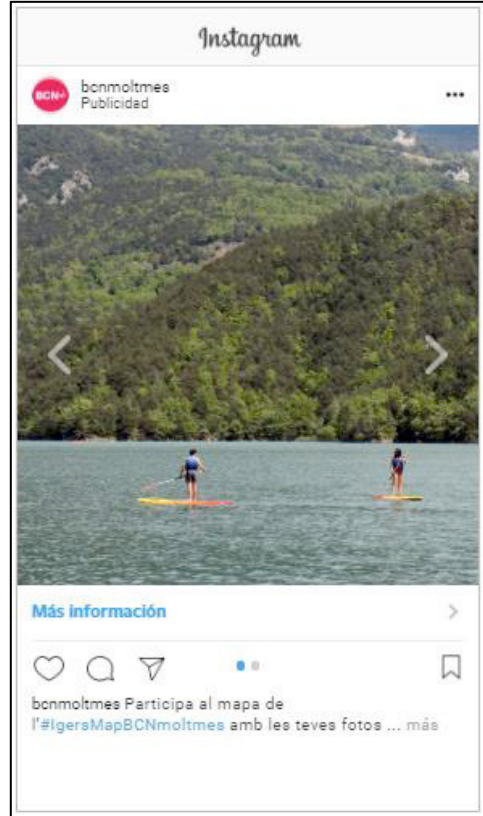 Instagram
BCN+
bcnmoltmes
Publicidad
Más información
bcnmoltmes Participa al mapa de
l'#IgersMapBCNmoltmes amb les teves fotos ... más